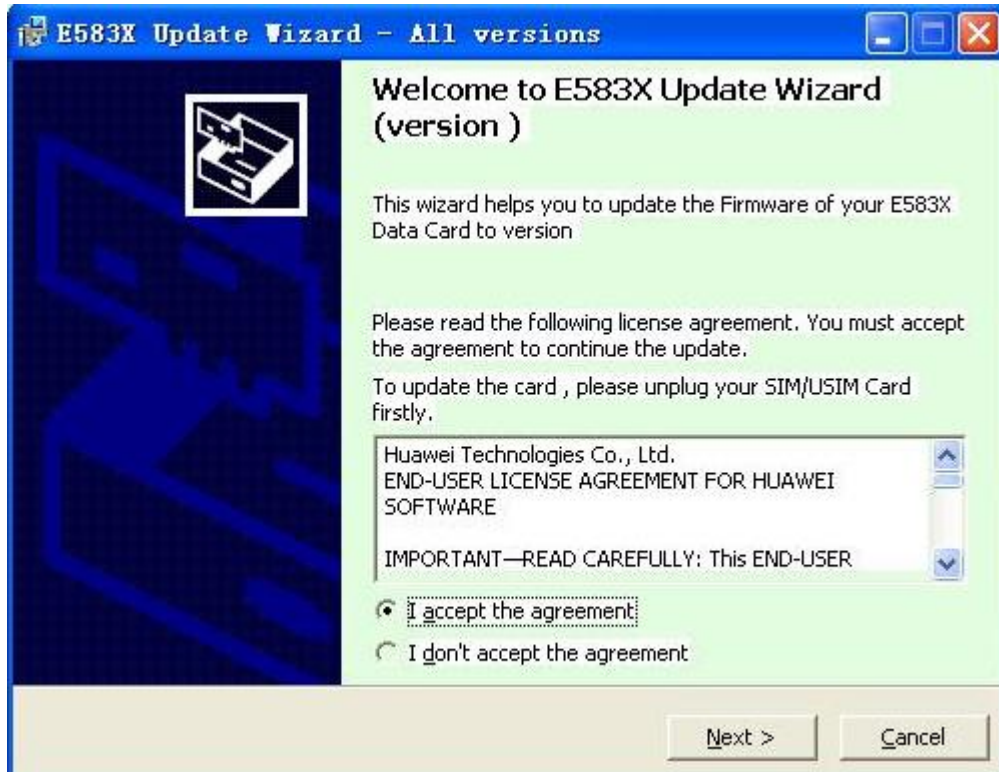 E583X Update Wizard - All versions
Welcome to E583X Update Wizard
(version )
This wizard helps you to update the Firmware of your E583X
Data Card to version
Please read the following license agreement. You must accept
the agreement to continue the update.
To update the card , please unplug your SIM/USIM Card
firstly.
Huawei Technologies Co., Ltd.
END-USER LICENSE AGREEMENT FOR HUAWEI
SOFTWARE
IMPORTANT—READ CAREFULLY: This END-USER
I accept the agreement
I don't accept the agreement
Next >
Cancel